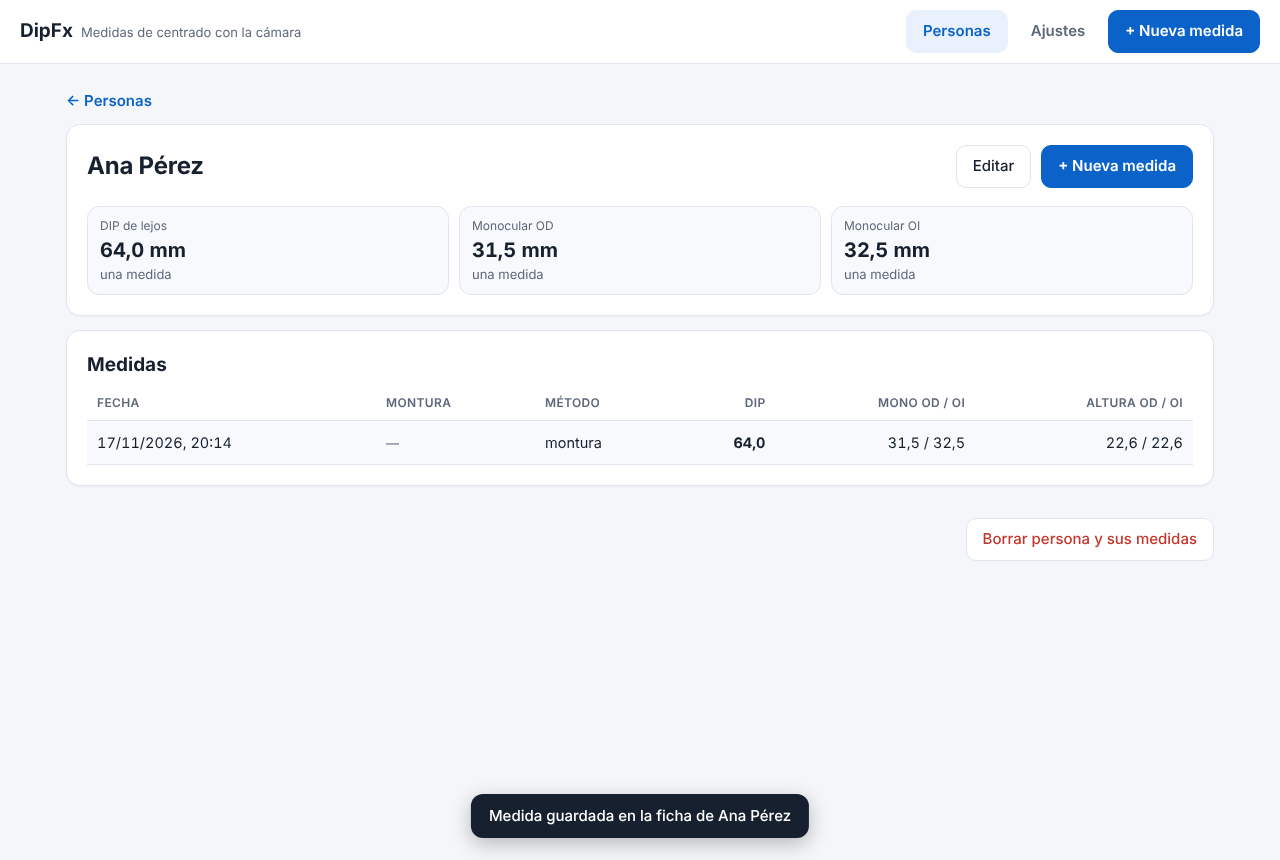 DipFx Medidas de centrado con la cámara
Personas
Ajustes
+ Nueva medida
← Personas
Ana Pérez
Editar
+ Nueva medida
DIP de lejos
64,0 mm
una medida
Monocular OD
31,5 mm
una medida
Monocular OI
32,5 mm
una medida
Medidas
FECHA MONTURA MÉTODO DIP MONO OD / OI ALTURA OD / OI
17/11/2026, 20:14 — montura 64,0 31,5 / 32,5 22,6 / 22,6
Borrar persona y sus medidas
Medida guardada en la ficha de Ana Pérez